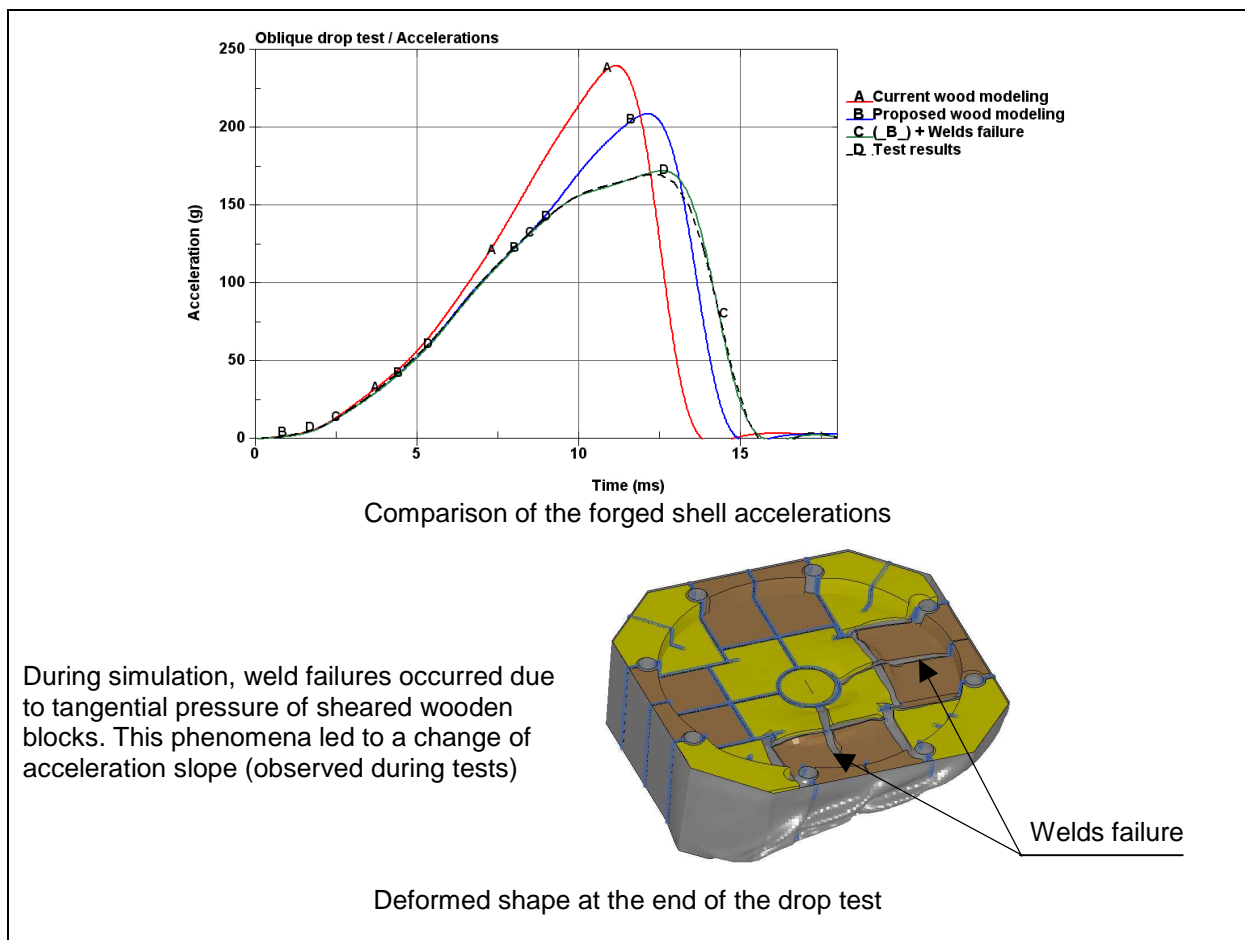 Oblique drop test / Accelerations
250
200
150
100
50
0
Acceleration (g)
A
A
A
B
B
B
B
C
C
C
D
D
D
D
A Current wood modeling
B Proposed wood modeling
C (_B_) + Welds failure
D Test results
0 5 10 15
Time (ms)
Comparison of the forged shell accelerations
During simulation, weld failures occurred due
to tangential pressure of sheared wooden
blocks. This phenomena led to a change of
acceleration slope (observed during tests)
Welds failure
Deformed shape at the end of the drop test